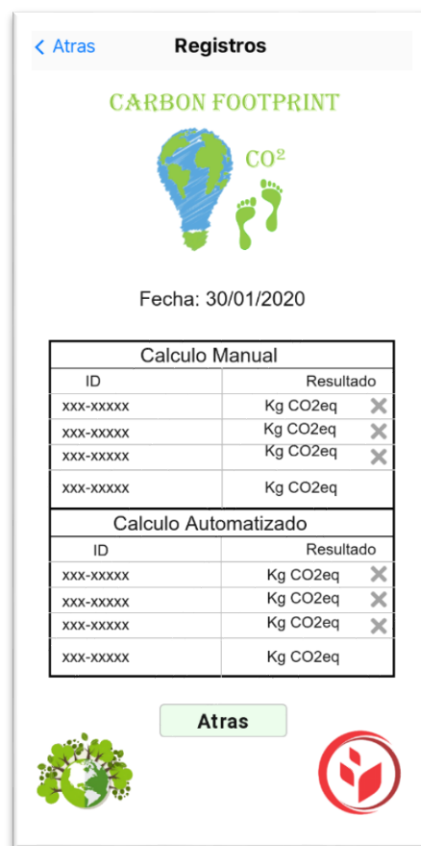 Atras Registros
CARBON FOOTPRINT
CO²
Fecha: 30/01/2020
Calculo Manual
ID Resultado
xxx-xxxxx Kg CO2eq
xxx-xxxxx Kg CO2eq
xxx-xxxxx Kg CO2eq
xxx-xxxxx Kg CO2eq
Calculo Automatizado
ID Resultado
xxx-xxxxx Kg CO2eq
xxx-xxxxx Kg CO2eq
xxx-xxxxx Kg CO2eq
xxx-xxxxx Kg CO2eq
Atras